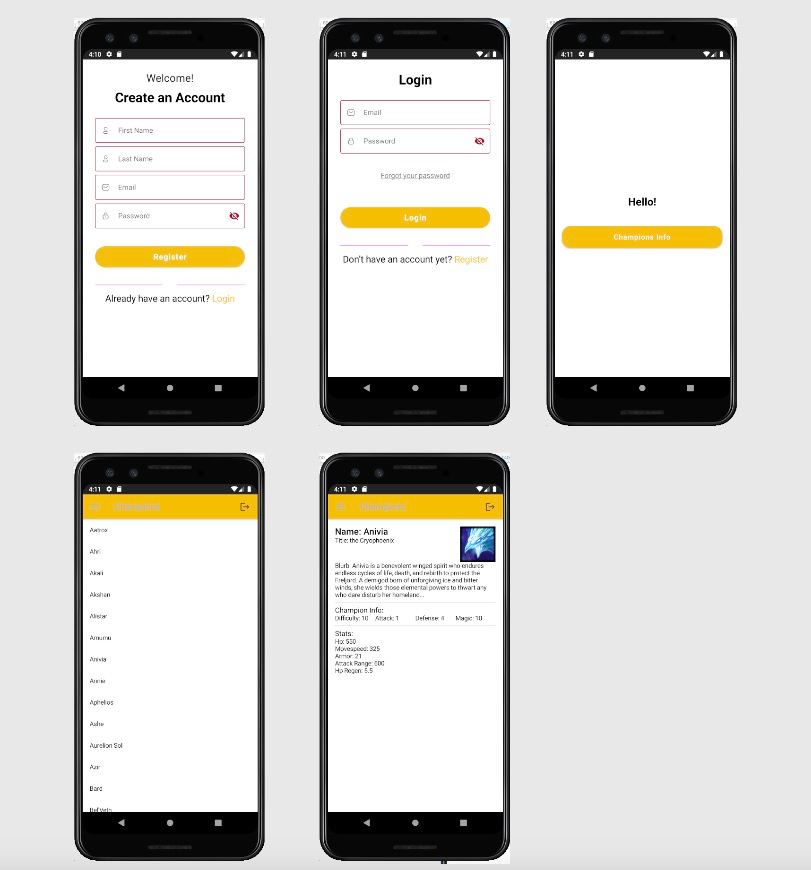 4:10
Welcome!
Create an Account
First Name
Last Name
Email
Password
Register
Already have an account? Login
4:11
Login
Email
Password
Forgot your password
Login
Don't have an account yet? Register
4:11
Hello!
Champions Info
4:11
Aatrox
Ahri
Akali
Akshan
Alistar
Amumu
Anivia
Annie
Aphelios
Ashe
Aurelion Sol
Azir
Bard
Bel'Veth
4:11
Name: Anivia
Title: the Cryophoenix
Blurb: Anivia is a benevolent winged spirit who endures
endless cycles of life, death, and rebirth to protect the
Freljord. A demigod born of unforgiving ice and bitter
winds, she wields those elemental powers to thwart any
who dare disturb her homeland...
Champion Info:
Difficulty: 10 Attack: 1 Defense: 4 Magic: 10
Stats:
Hp: 550
Movespeed: 325
Armor: 21
Attack Range: 600
Hp Regen: 5.5